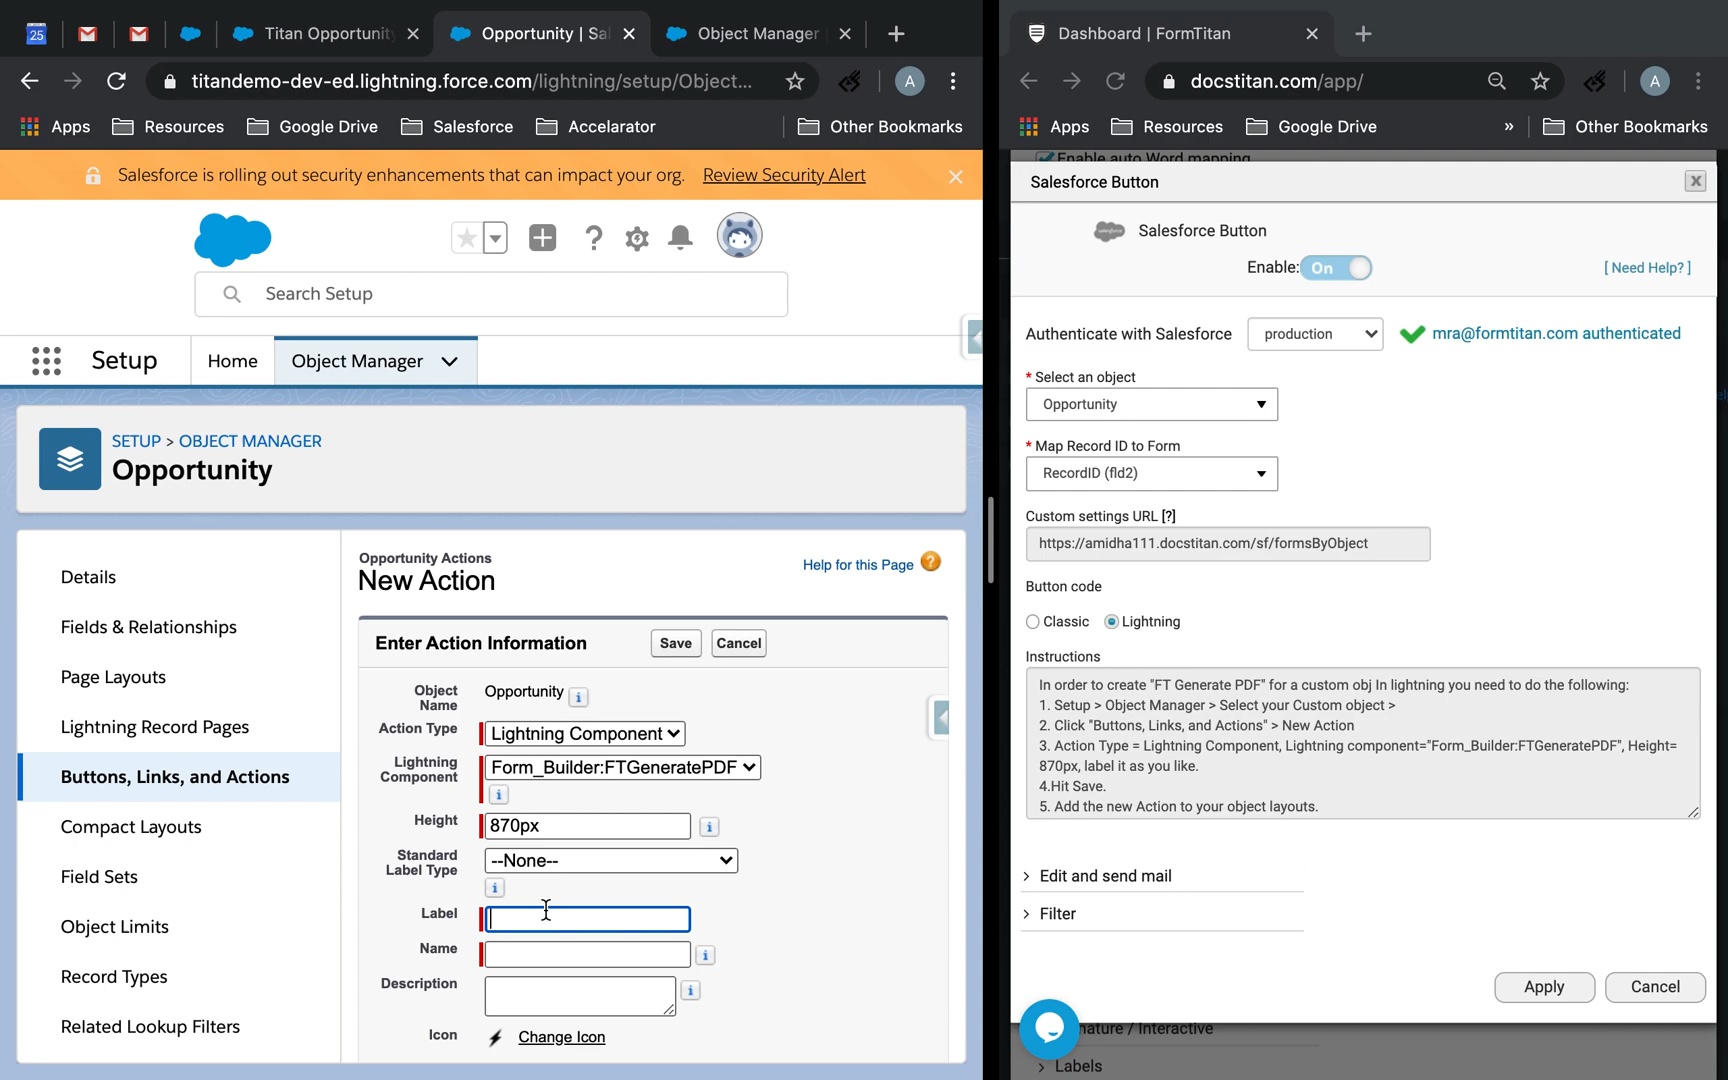 25
Titan Opportunit
Opportunity | Sal
Object Manager
titandemo-dev-ed.lightning.force.com/lightning/setup/Object...
A
Apps
Resources
Google Drive
Salesforce
Accelarator
Other Bookmarks
Salesforce is rolling out security enhancements that can impact your org. Review Security Alert
Search Setup
Setup
Home
Object Manager
SETUP > OBJECT MANAGER
Opportunity
Details
Fields & Relationships
Page Layouts
Lightning Record Pages
Buttons, Links, and Actions
Compact Layouts
Field Sets
Object Limits
Record Types
Related Lookup Filters
Opportunity Actions
New Action
Help for this Page
Enter Action Information
Save
Cancel
Object Name
Opportunity
Action Type
Lightning Component
Lightning Component
Form_Builder:FTGeneratePDF
Height
870px
Standard Label Type
--None--
Label
Name
Description
Icon
Change Icon
Dashboard | FormTitan
docstitan.com/app/
A
Apps
Resources
Google Drive
»
Other Bookmarks
Enable auto Word mapping
Salesforce Button
X
Salesforce Button
Enable: On
[ Need Help? ]
Authenticate with Salesforce
production
mra@formtitan.com authenticated
* Select an object
Opportunity
* Map Record ID to Form
RecordID (fld2)
Custom settings URL [?]
https://amidha111.docstitan.com/sf/formsByObject
Button code
Classic
Lightning
Instructions
In order to create "FT Generate PDF" for a custom obj In lightning you need to do the following:
1. Setup > Object Manager > Select your Custom object >
2. Click "Buttons, Links, and Actions" > New Action
3. Action Type = Lightning Component, Lightning component="Form_Builder:FTGeneratePDF", Height=
870px, label it as you like.
4.Hit Save.
5. Add the new Action to your object layouts.
> Edit and send mail
> Filter
Apply
Cancel
nature / Interactive
> Labels